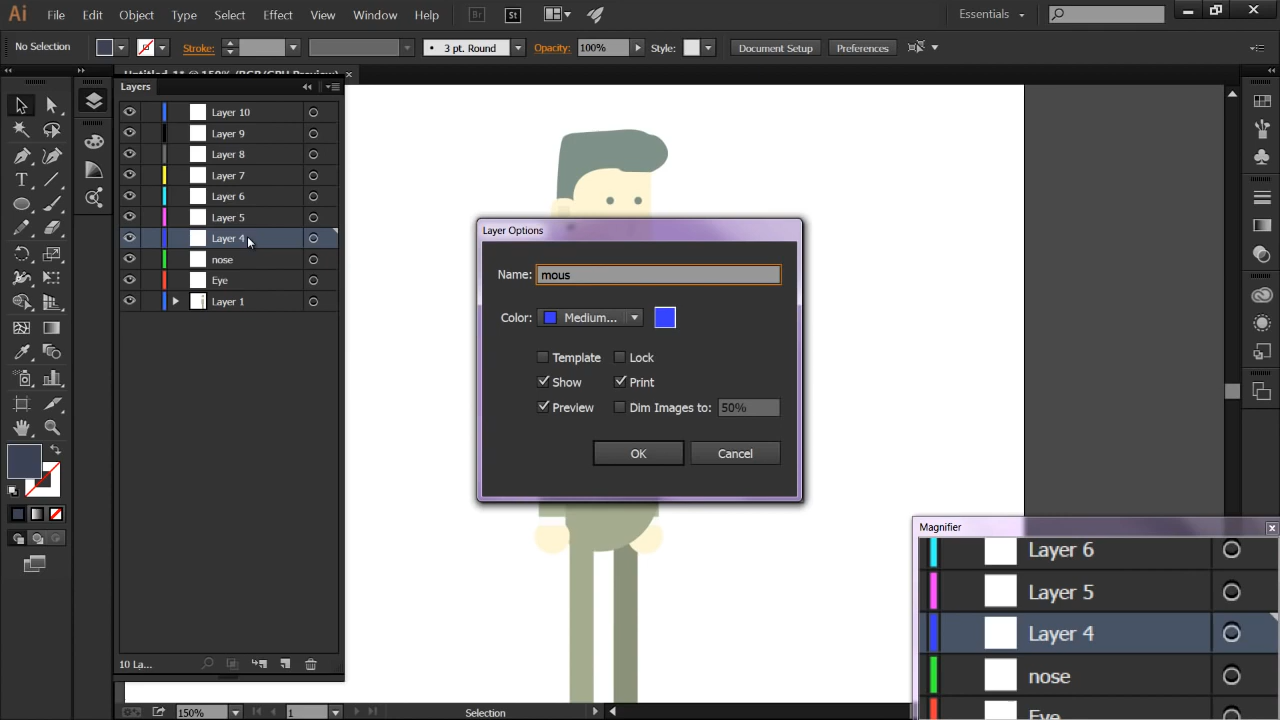 Ai File Edit Object Type Select Effect View Window Help Br St Essentials
No Selection Stroke: 3 pt. Round Opacity: 100% Style: Document Setup Preferences
Layers
Layer 10
Layer 9
Layer 8
Layer 7
Layer 6
Layer 5
Layer 4
nose
Eye
Layer 1
10 La...
Layer Options
Name: mous
Color: Medium...
Template Lock
Show Print
Preview Dim Images to: 50%
OK Cancel
Magnifier
Layer 6
Layer 5
Layer 4
nose
Eye
150% 1 Selection